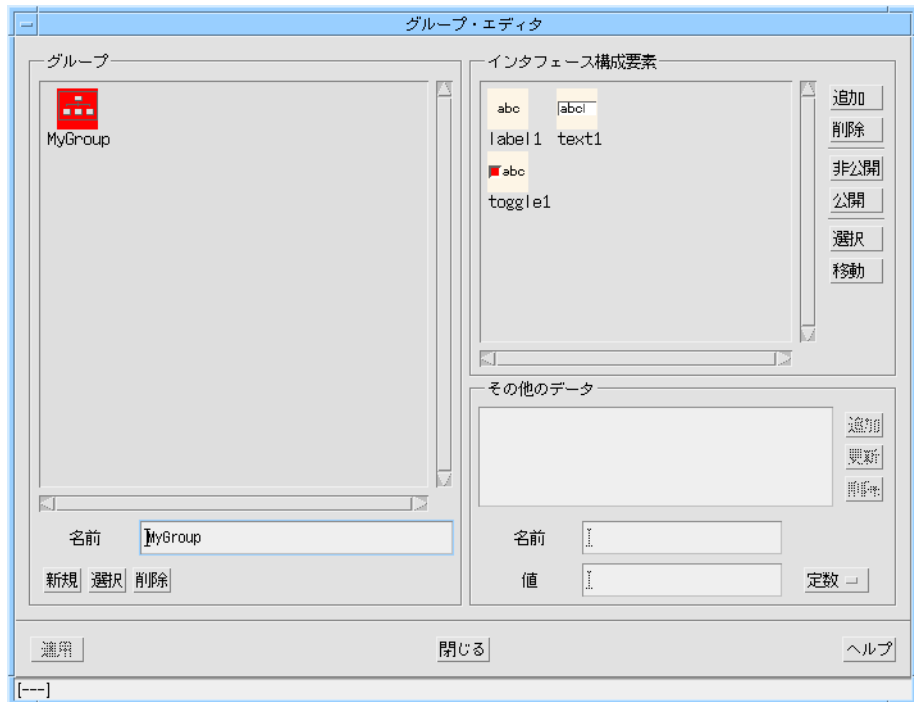 グループ・エディタ
グループ
MyGroup
名前
MyGroup
新規 選択 削除
インタフェース構成要素
abc
abc
label1 text1
abc
toggle1
追加
削除
非公開
公開
選択
移動
その他のデータ
追加
更新
削除
名前
値
定数
適用
閉じる
ヘルプ
[---]